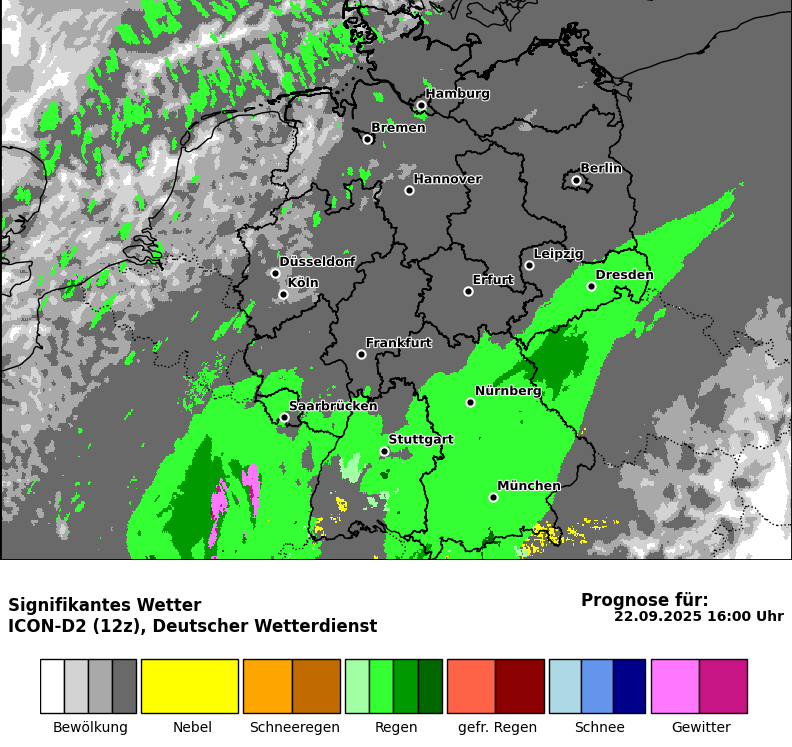 Hamburg
Bremen
Berlin
Hannover
Leipzig
Düsseldorf
Dresden
Köln
Erfurt
Frankfurt
Nürnberg
Saarbrücken
Stuttgart
München
Signifikantes Wetter
ICON-D2 (12z), Deutscher Wetterdienst
Prognose für:
22.09.2025 16:00 Uhr
Bewölkung Nebel Schneeregen Regen gefr. Regen Schnee Gewitter